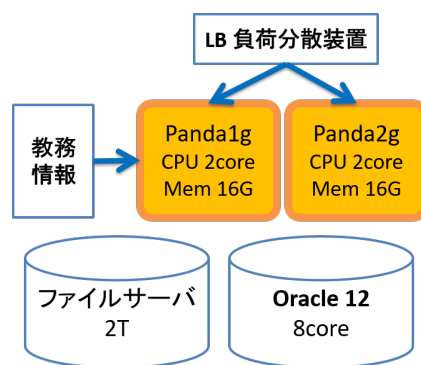 LB 負荷分散装置
Panda1g
CPU 2core
Mem 16G
Panda2g
CPU 2core
Mem 16G
教務
情報
ファイルサーバ
2T
Oracle 12
8core